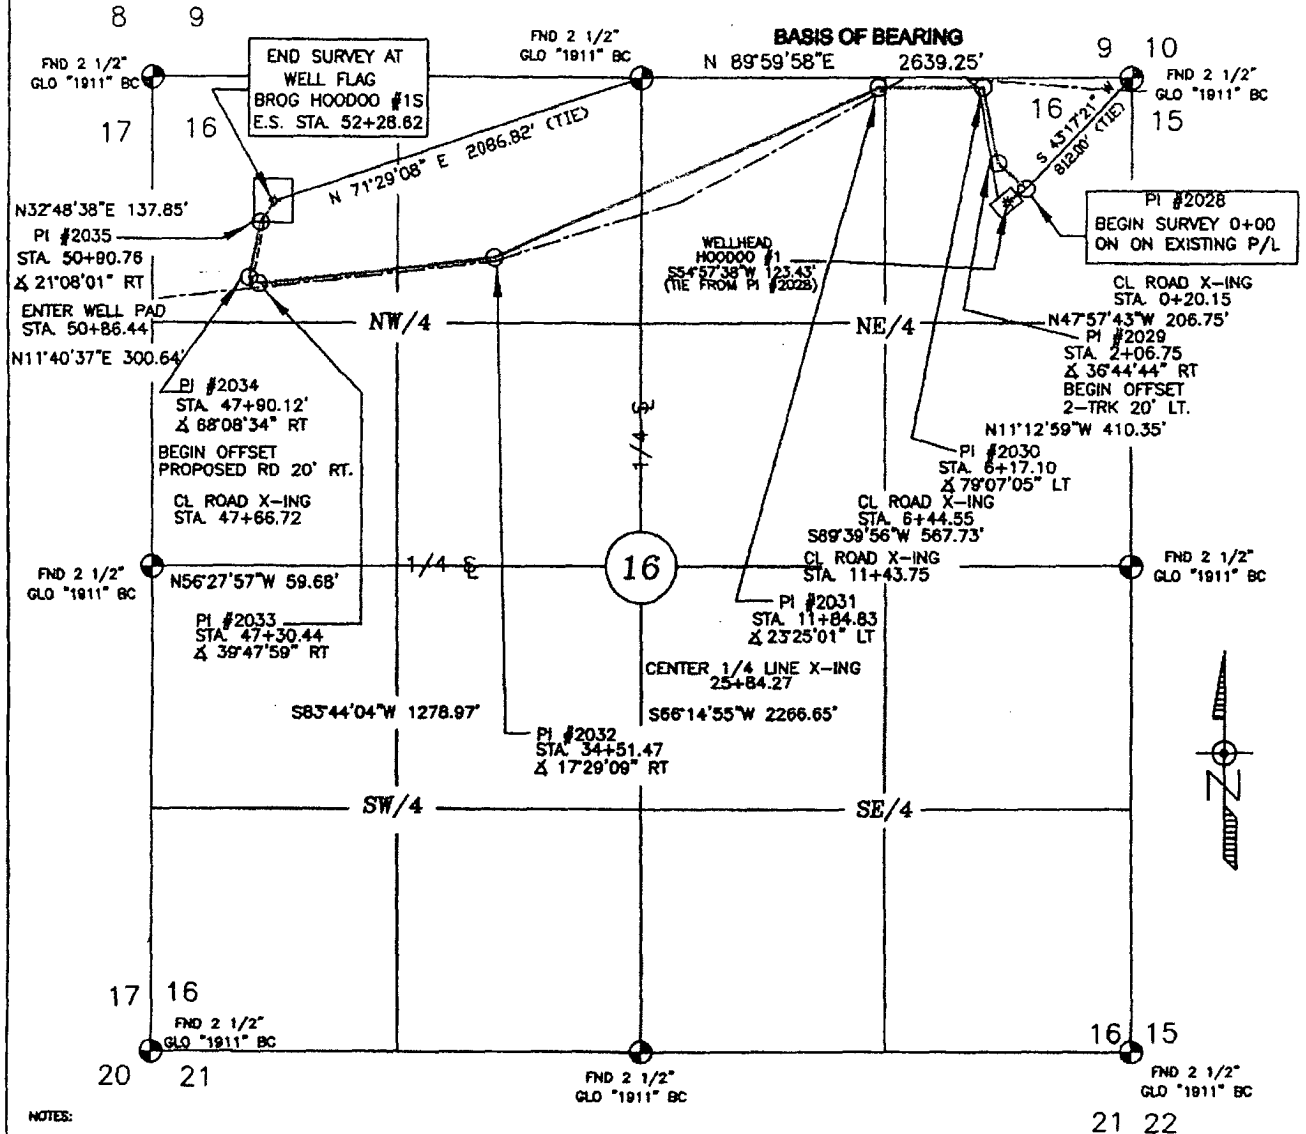 8 9
FND 2 1/2"
GLO "1911" BC
END SURVEY AT
WELL FLAG
BROG HOODOO #1S
E.S. STA. 52+28.62
FND 2 1/2"
GLO "1911" BC
BASIS OF BEARING
N 89°59'58"E 2639.25'
9 10
FND 2 1/2"
GLO "1911" BC
17 16
16 15
N 71°29'08" E 2086.82' (TIE)
S 43°17'21" W
812.00' (TIE)
N32°48'38"E 137.85'
PI #2035
STA. 50+90.76
∡ 21°08'01" RT
ENTER WELL PAD
STA. 50+86.44
N11°40'37"E 300.64'
PI #2034
STA. 47+90.12'
∡ 68°08'34" RT
BEGIN OFFSET
PROPOSED RD 20' RT.
CL ROAD X-ING
STA. 47+66.72
WELLHEAD
HOODOO #1
S54°57'38"W 123.43'
(TIE FROM PI #2028)
PI #2028
BEGIN SURVEY 0+00
ON ON EXISTING P/L
CL ROAD X-ING
STA. 0+20.15
N47°57'43"W 206.75'
PI #2029
STA. 2+06.75
∡ 36°44'44" RT
BEGIN OFFSET
2-TRK 20' LT.
N11°12'59"W 410.35'
PI #2030
STA. 6+17.10
∡ 79°07'05" LT
CL ROAD X-ING
STA. 6+44.55
S89°39'56"W 567.73'
CL ROAD X-ING
STA. 11+43.75
PI #2031
STA. 11+84.83
∡ 23°25'01" LT
NW/4
NE/4
1/4 ℄
FND 2 1/2"
GLO "1911" BC
1/4 ℄
16
FND 2 1/2"
GLO "1911" BC
N56°27'57"W 59.68'
PI #2033
STA. 47+30.44
∡ 39°47'59" RT
CENTER 1/4 LINE X-ING
25+84.27
S83°44'04"W 1278.97'
S66°14'55"W 2266.65'
PI #2032
STA. 34+51.47
∡ 17°29'09" RT
N
SW/4
SE/4
17 16
FND 2 1/2"
GLO "1911" BC
20 21
FND 2 1/2"
GLO "1911" BC
16 15
FND 2 1/2"
GLO "1911" BC
21 22
NOTES: